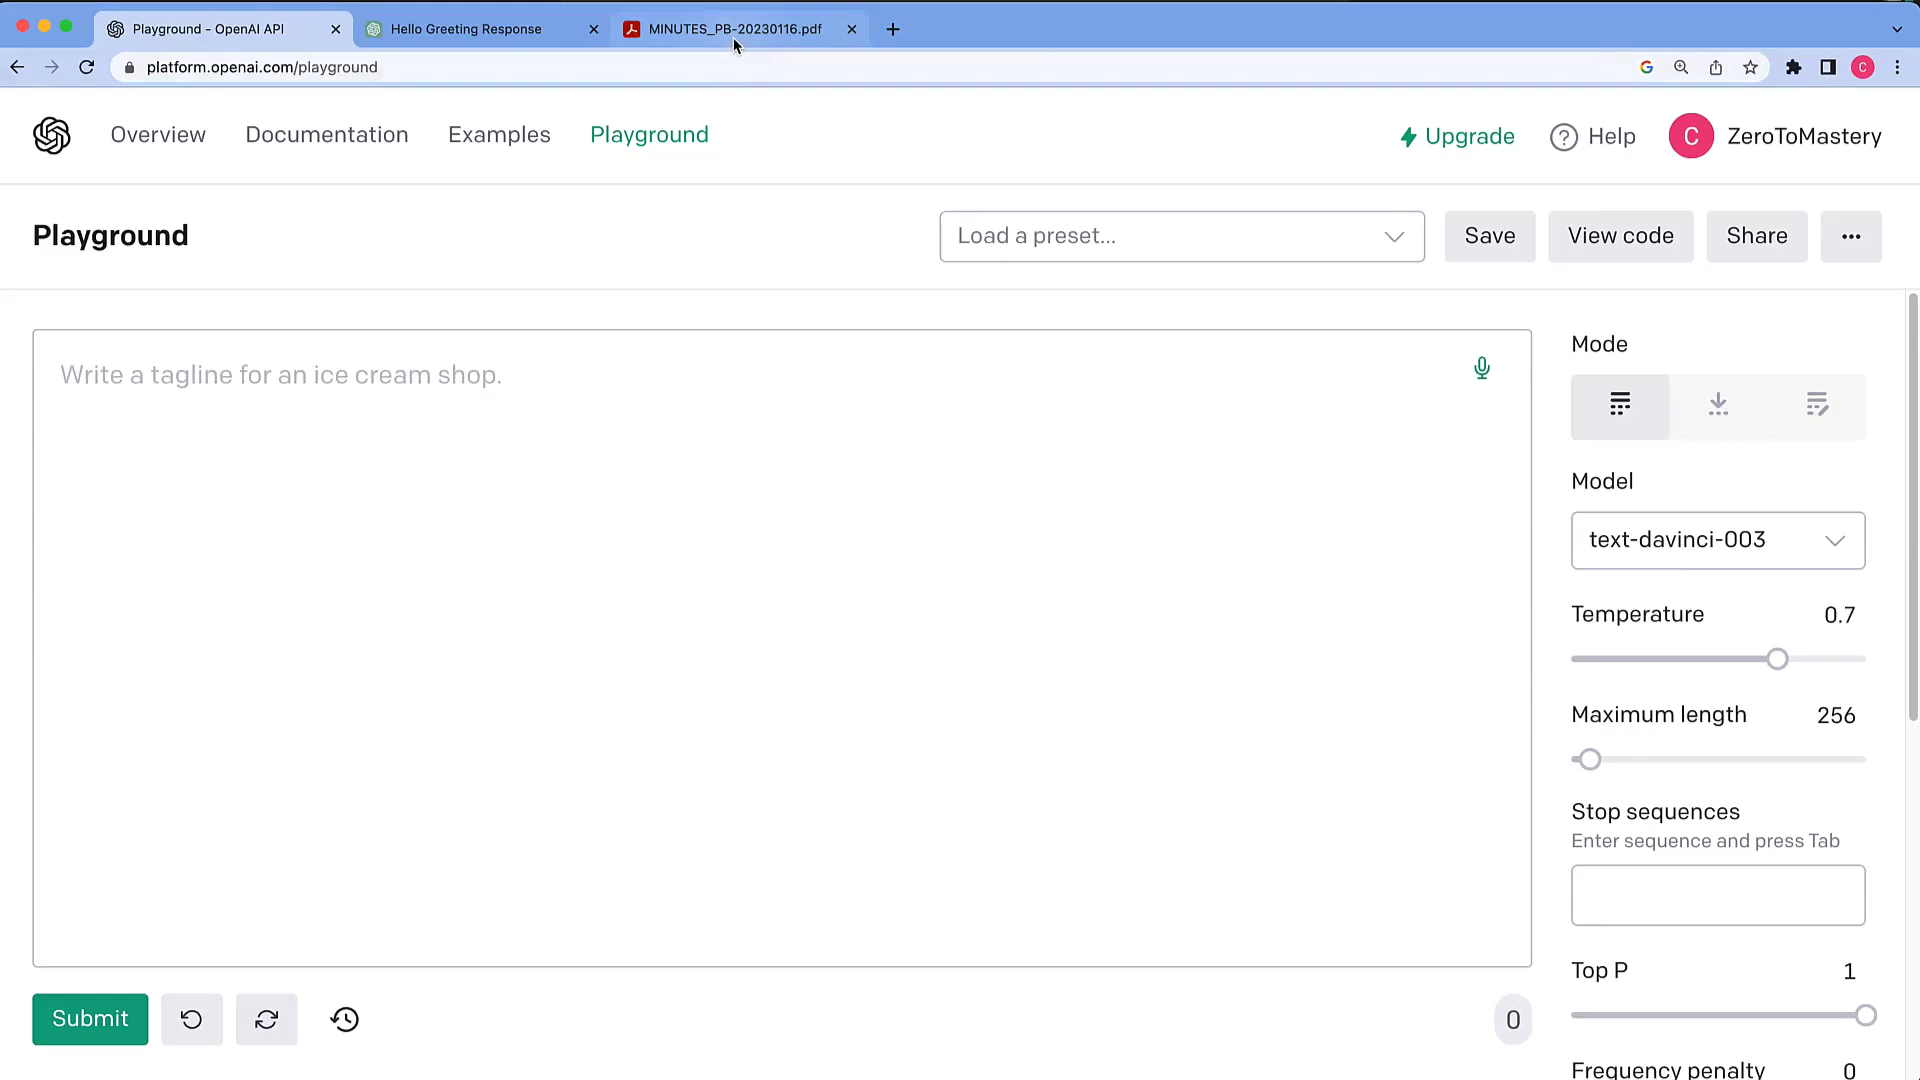 Playground - OpenAI API
Hello Greeting Response
MINUTES_PB-20230116.pdf
platform.openai.com/playground
G
C
Overview
Documentation
Examples
Playground
Upgrade
? Help
C
ZeroToMastery
Playground
Load a preset...
Save
View code
Share
Write a tagline for an ice cream shop.
Mode
Model
text-davinci-003
Temperature 0.7
Maximum length 256
Stop sequences
Enter sequence and press Tab
Top P 1
Frequency penalty 0
Submit
0